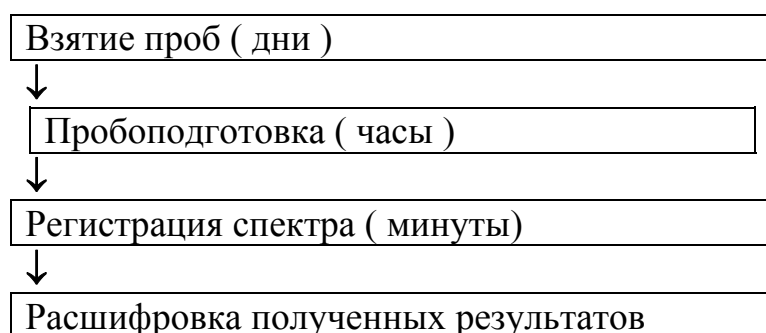 Взятие проб ( дни )
↓
Пробоподготовка ( часы )
↓
Регистрация спектра ( минуты)
↓
Расшифровка полученных результатов